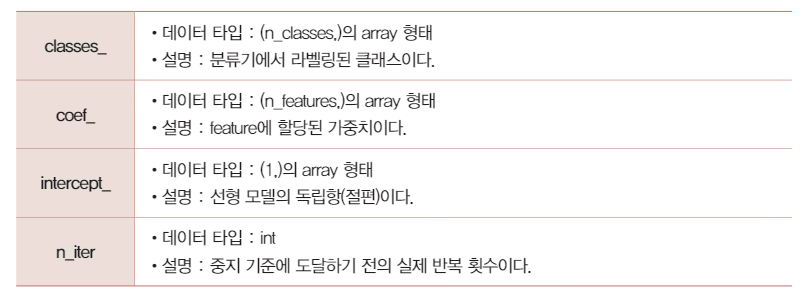 classes_
• 데이터 타입 : (n_classes,)의 array 형태
• 설명 : 분류기에서 라벨링된 클래스이다.
coef_
• 데이터 타입 : (n_features,)의 array 형태
• 설명 : feature에 할당된 가중치이다.
intercept_
• 데이터 타입 : (1,)의 array 형태
• 설명 : 선형 모델의 독립항(절편)이다.
n_iter
• 데이터 타입 : int
• 설명 : 중지 기준에 도달하기 전의 실제 반복 횟수이다.